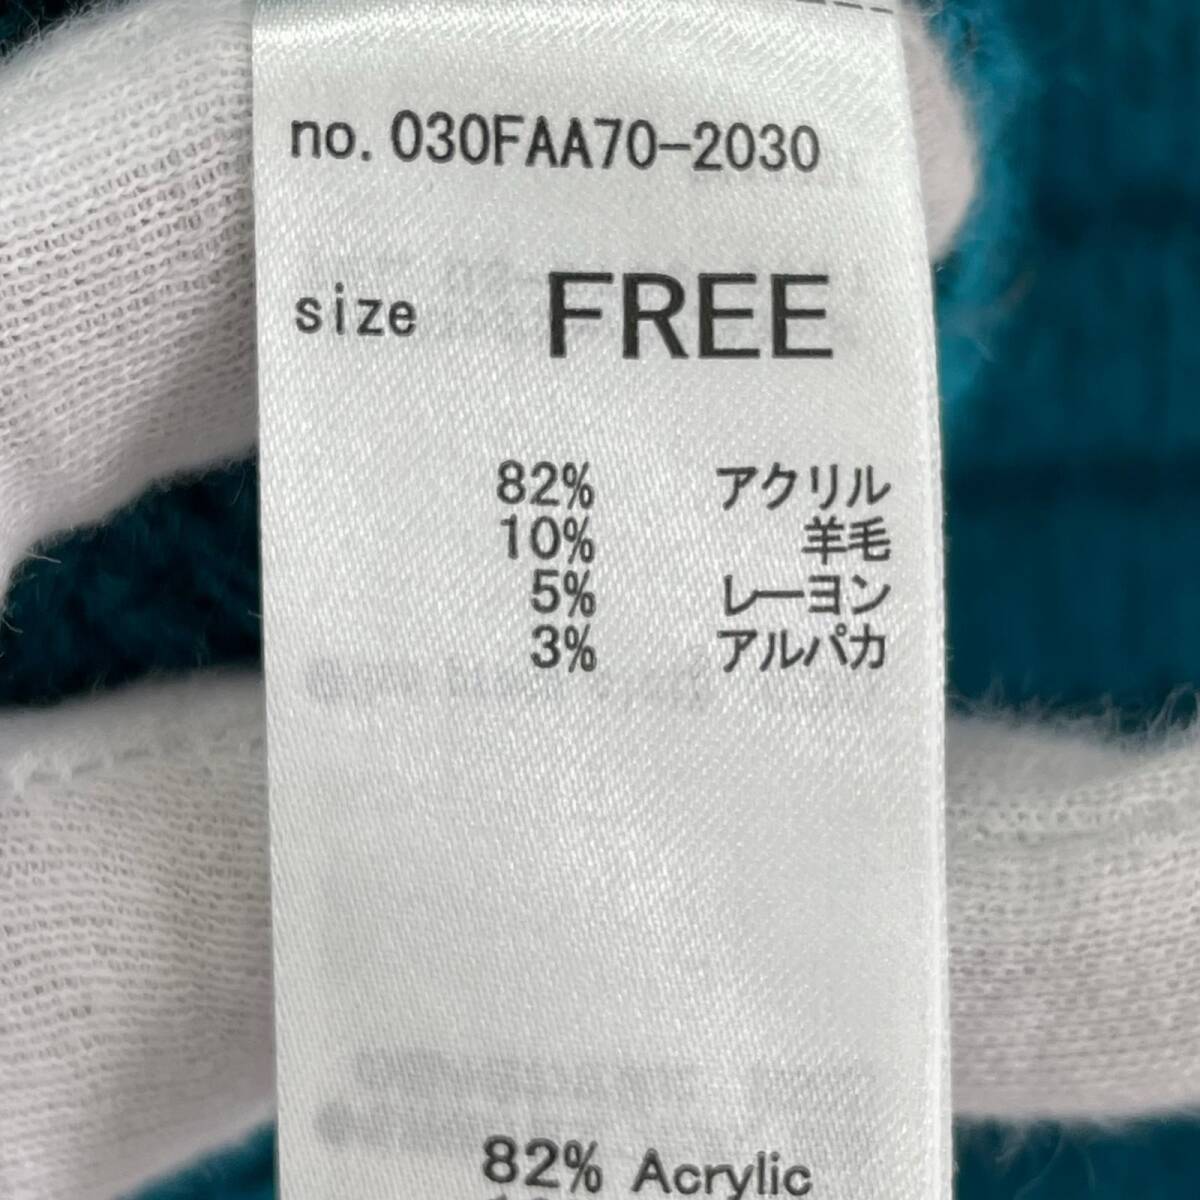 no. 030FAA70-2030
size FREE
82% アクリル
10% 羊毛
5% レーヨン
3% アルパカ
82% Acrylic